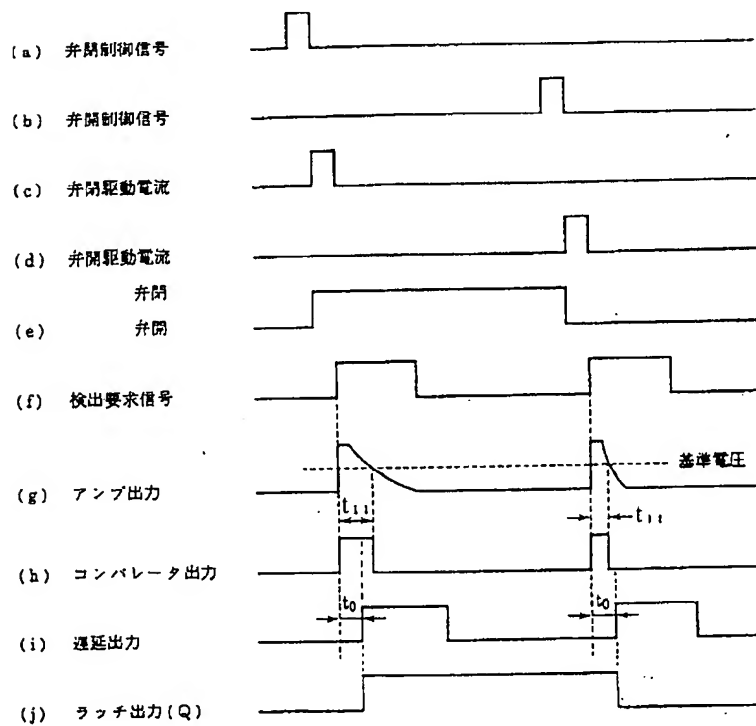 (a) 弁閉制御信号
(b) 弁開制御信号
(c) 弁閉駆動電流
(d) 弁開駆動電流
弁閉
(e) 弁開
(f) 検出要求信号
基準電圧
(g) アンプ出力
t₁₁
t₁₁
(h) コンパレータ出力
t₀
t₀
(i) 遅延出力
(j) ラッチ出力(Q)